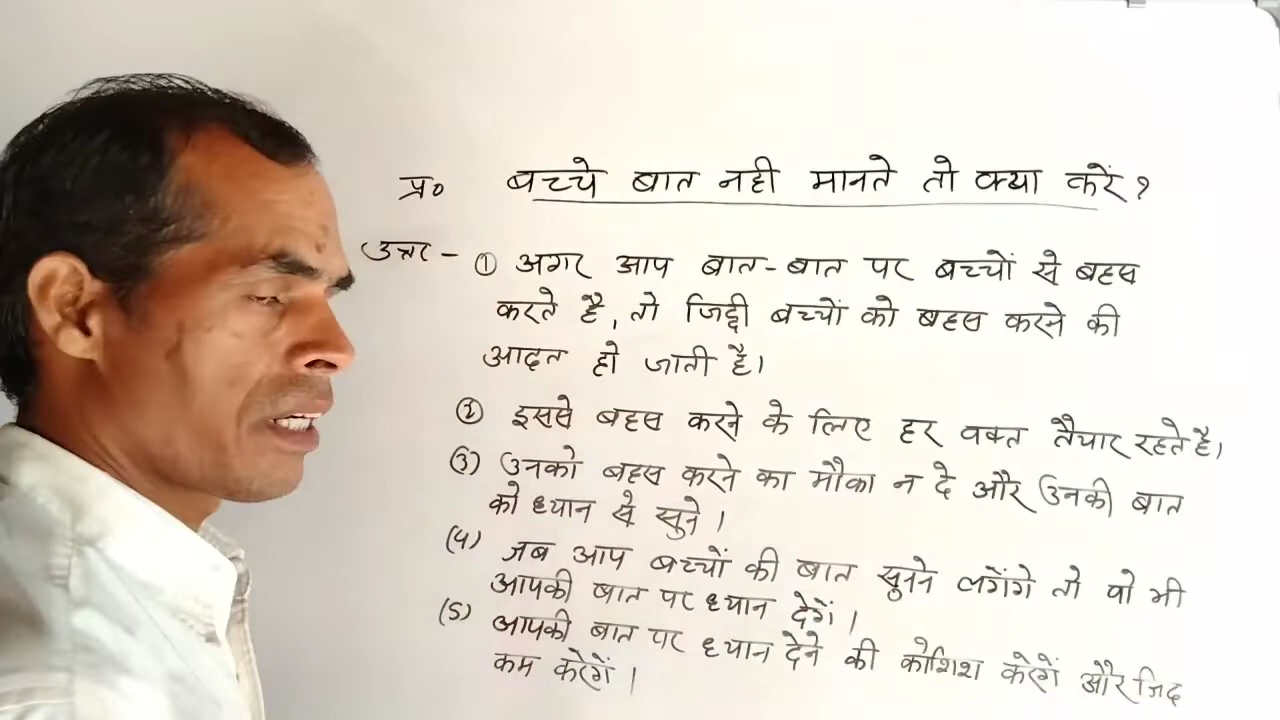 प्र० बच्चे बात नही मानते तो क्या करें ?
उत्तर - ① अगर आप बात-बात पर बच्चों से बहस
करते है, तो जिद्दी बच्चों को बहस करने की
आदत हो जाती है।
② इससे बहस करने के लिए हर वक्त तैयार रहते है,
(3) उनको बहस करने का मौका न दे और उनकी बात
को ध्यान से सुने।
(4) जब आप बच्चों की बात सुनने लगेंगे तो वो भी
आपकी बात पर ध्यान देगें।
(5) आपकी बात पर ध्यान देने की कोशिश करेगें और जिद
कम करेगें।